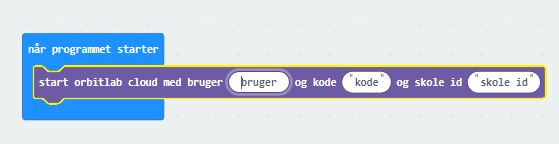 når programmet starter
start orbitlab cloud med bruger bruger og kode "kode" og skole id "skole id"